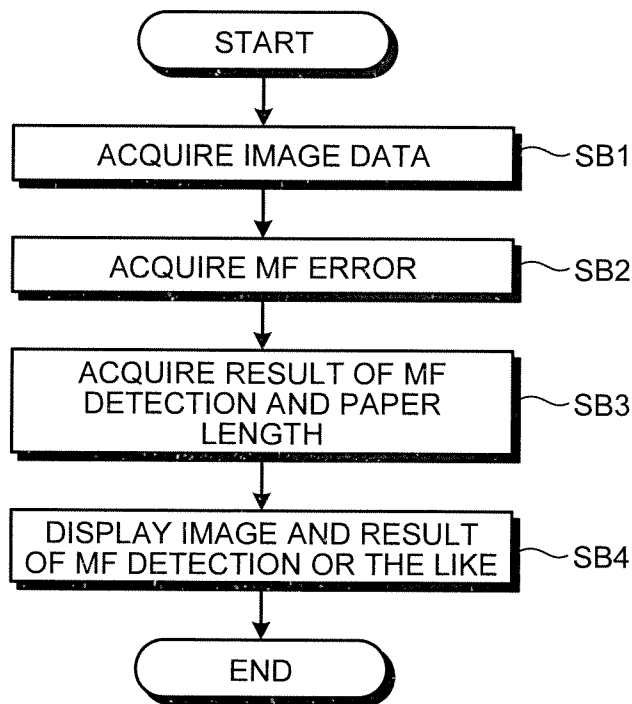 START
ACQUIRE IMAGE DATA
SB1
ACQUIRE MF ERROR
SB2
ACQUIRE RESULT OF MF
DETECTION AND PAPER
LENGTH
SB3
DISPLAY IMAGE AND RESULT
OF MF DETECTION OR THE LIKE
SB4
END